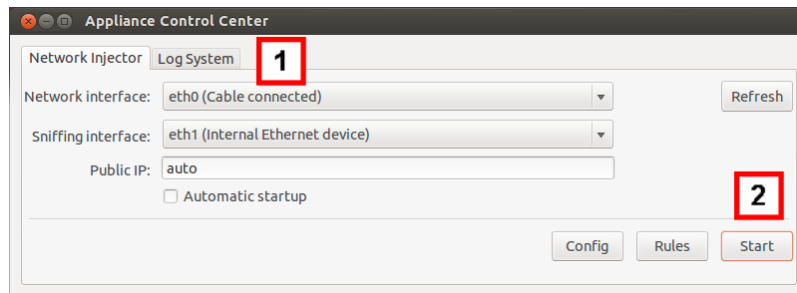 Appliance Control Center
Network Injector Log System
1
Network interface: eth0 (Cable connected) Refresh
Sniffing interface: eth1 (Internal Ethernet device)
Public IP: auto
Automatic startup
2
Config Rules Start